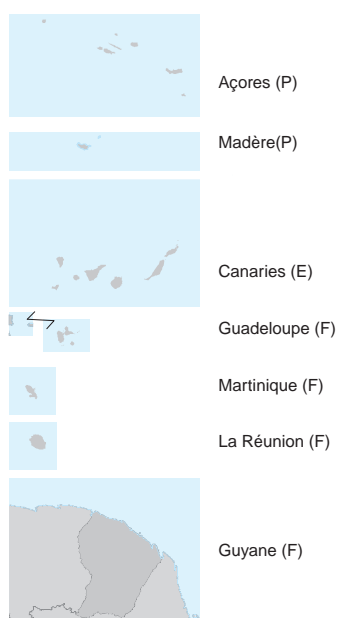 Açores (P)
Madère(P)
Canaries (E)
Guadeloupe (F)
Martinique (F)
La Réunion (F)
Guyane (F)